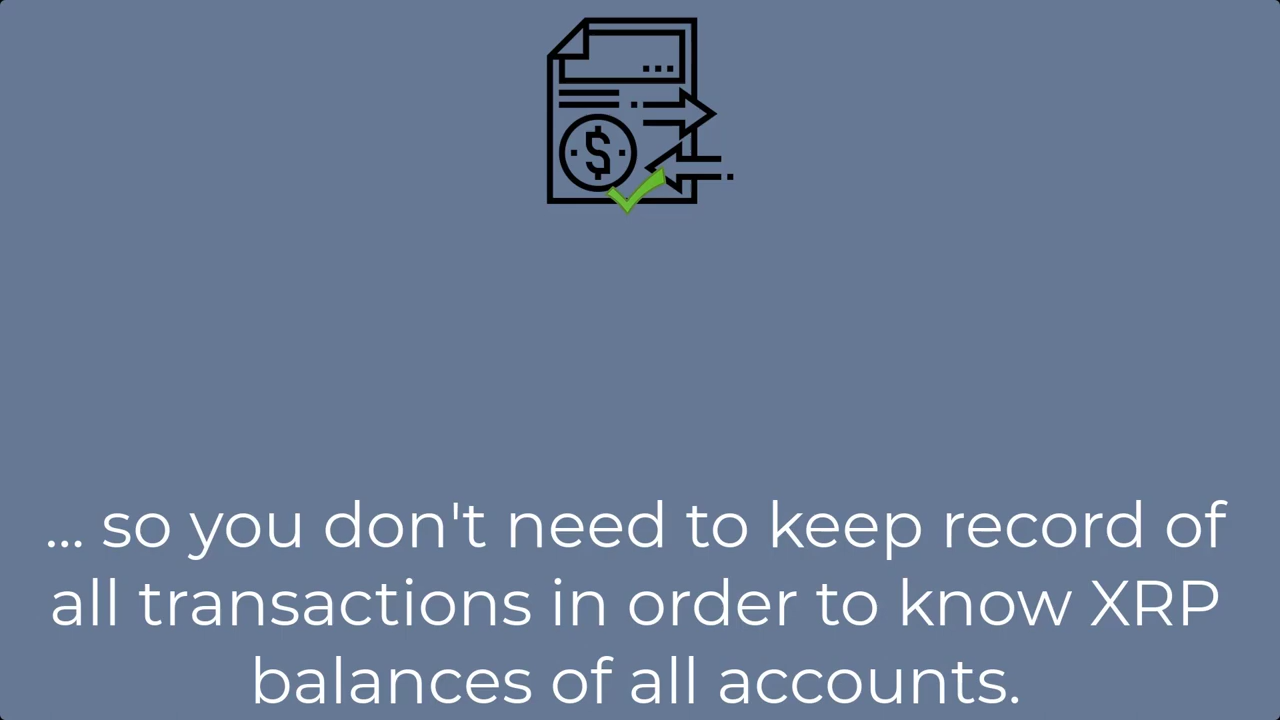 ... so you don't need to keep record of
all transactions in order to know XRP
balances of all accounts.